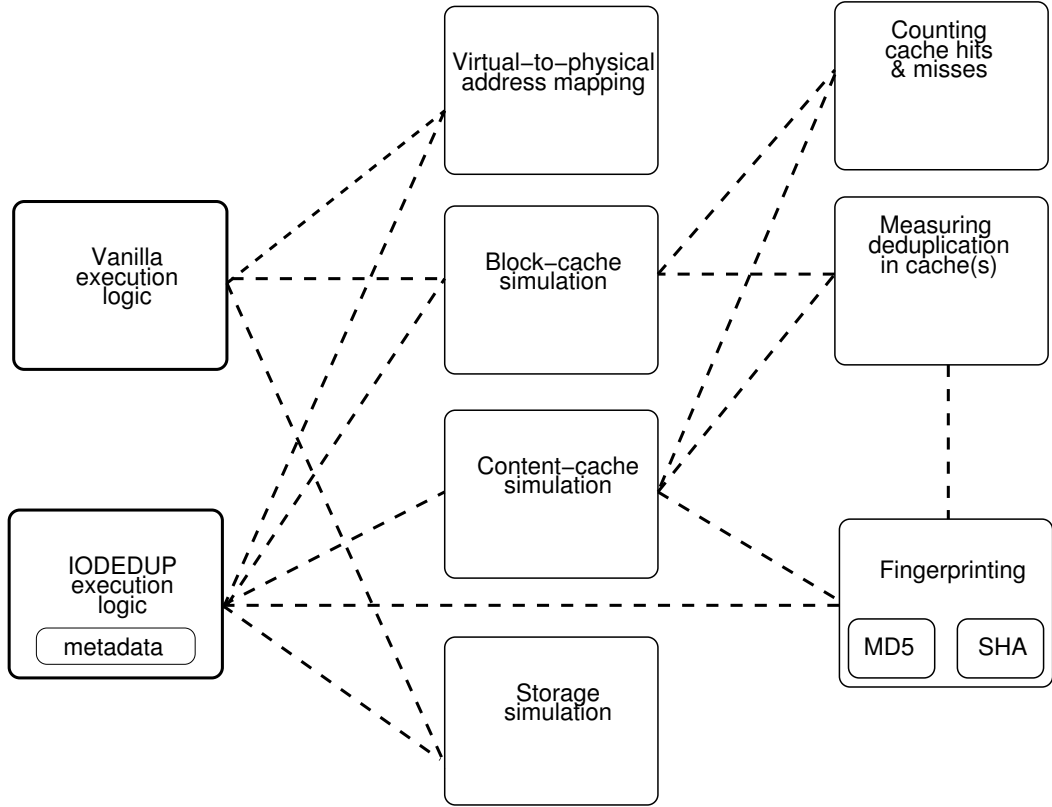 Virtual−to−physical
address mapping
Counting
cache hits
& misses
Vanilla
execution
logic
Block−cache
simulation
Measuring
deduplication
in cache(s)
Content−cache
simulation
IODEDUP
execution
logic
metadata
Fingerprinting
MD5
SHA
Storage
simulation